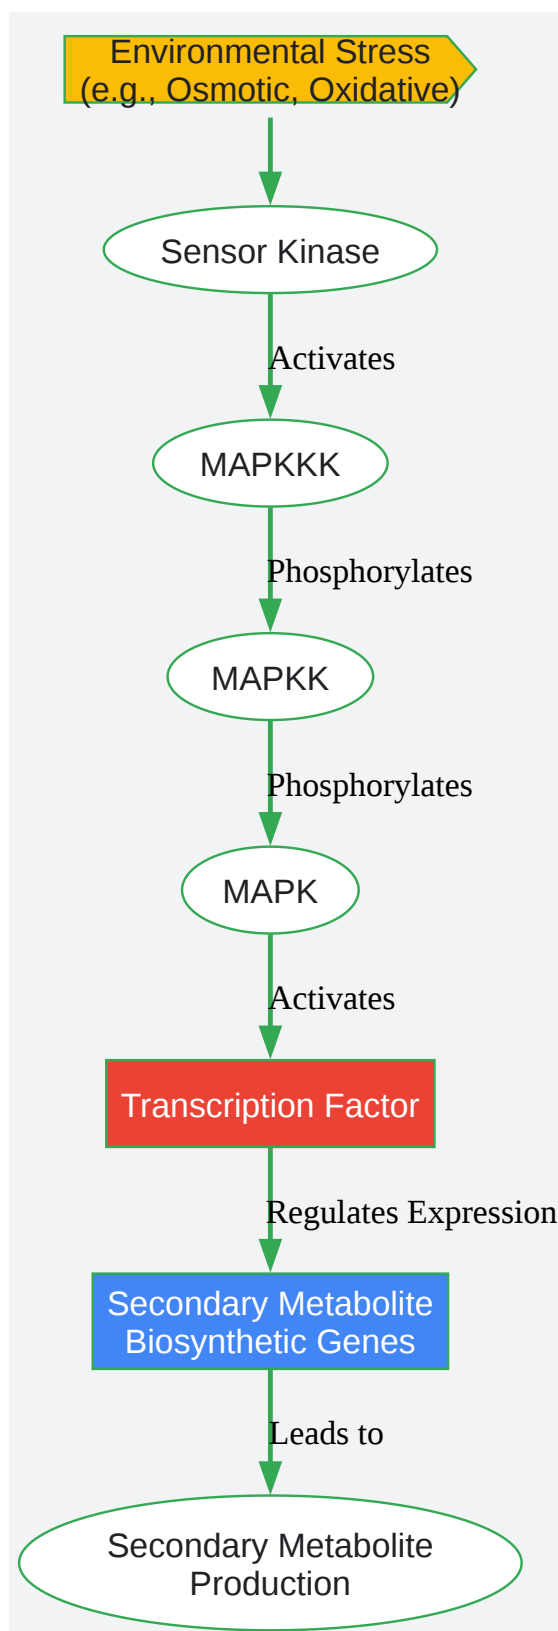 Environmental Stress
(e.g., Osmotic, Oxidative)
Sensor Kinase
Activates
MAPKKK
Phosphorylates
MAPKK
Phosphorylates
MAPK
Activates
Transcription Factor
Regulates Expression
Secondary Metabolite
Biosynthetic Genes
Leads to
Secondary Metabolite
Production